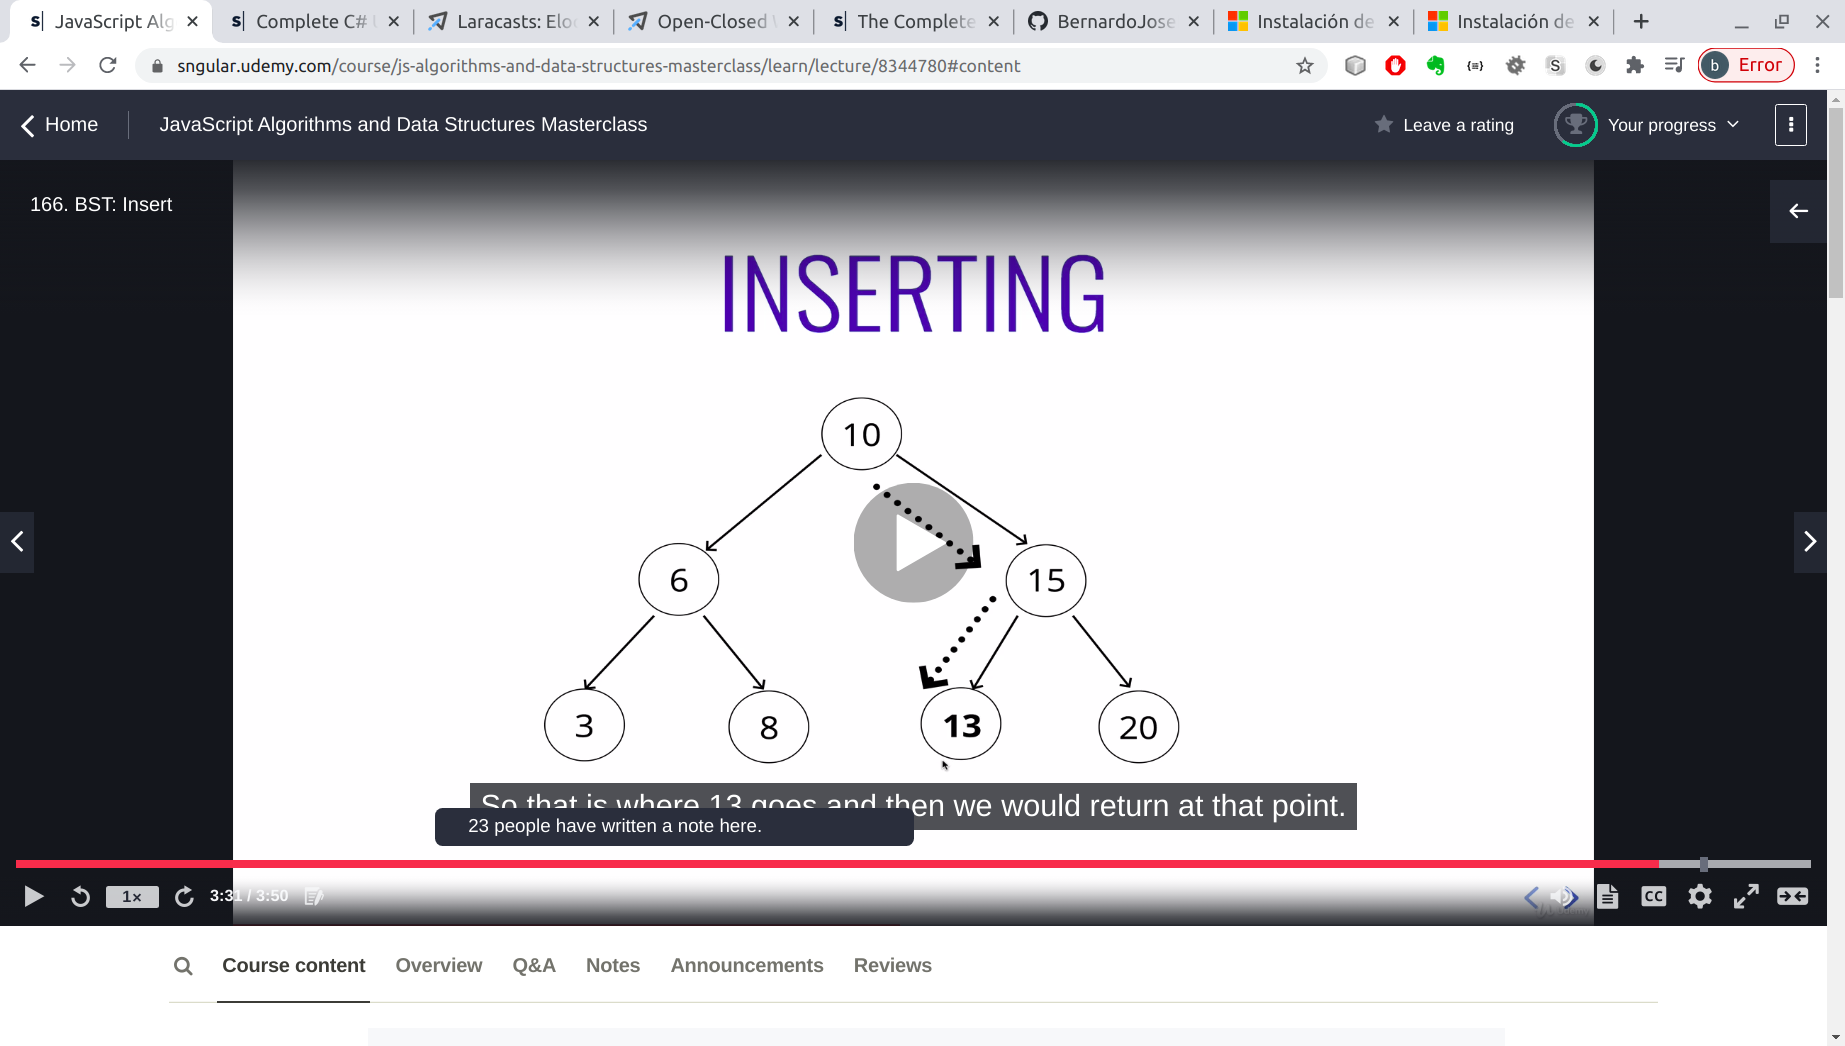 JavaScript Alg
Complete C#
Laracasts: Elo
Open-Closed
The Complete
BernardoJose
Instalación de
Instalación de
sngular.udemy.com/course/js-algorithms-and-data-structures-masterclass/learn/lecture/8344780#content
b Error
Home
JavaScript Algorithms and Data Structures Masterclass
Leave a rating
Your progress
166. BST: Insert
INSERTING
10
6
15
3
8
13
20
So that is where 13 goes and then we would return at that point.
23 people have written a note here.
1×
3:31 / 3:50
CC
Course content
Overview
Q&A
Notes
Announcements
Reviews